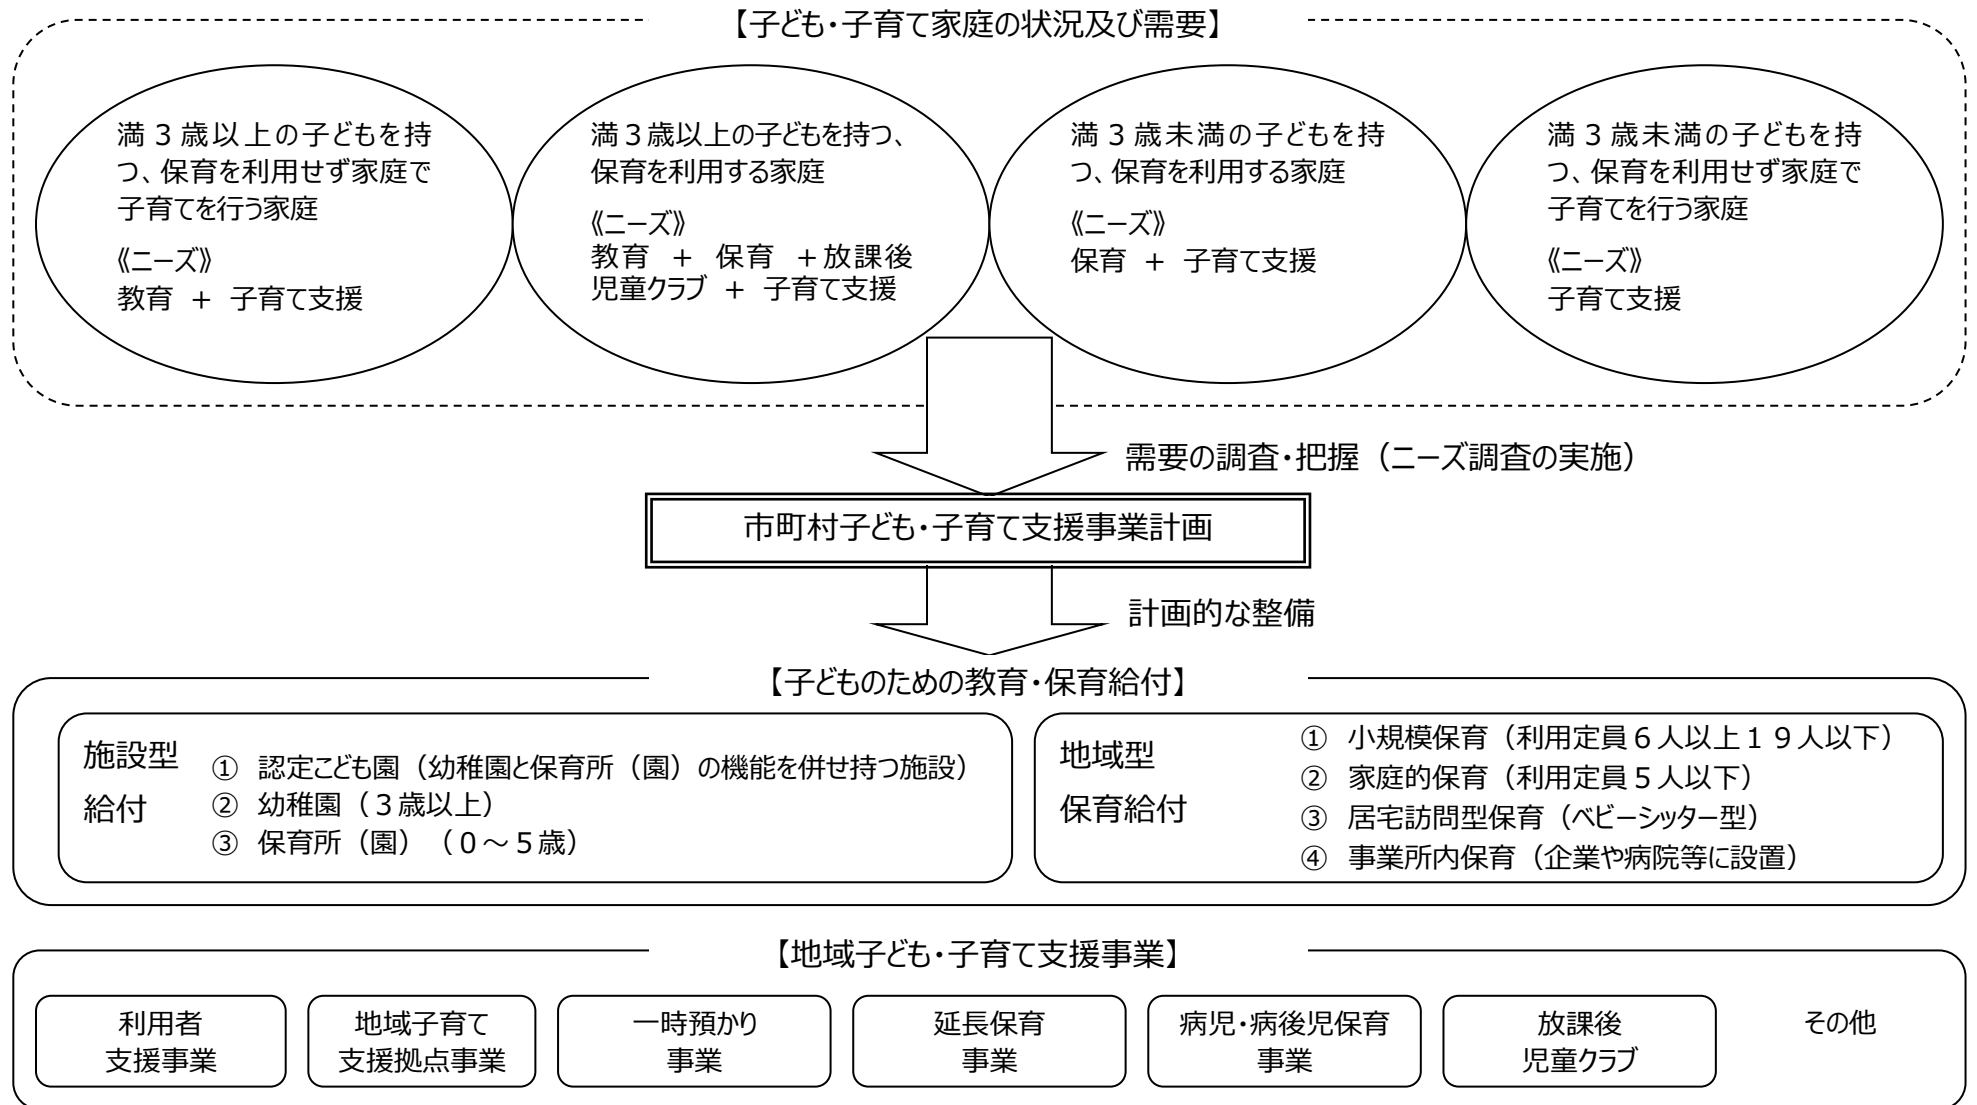 【子ども・子育て家庭の状況及び需要】
満３歳以上の子どもを持
つ、保育を利用せず家庭で
子育てを行う家庭
《ニーズ》
教育 ＋ 子育て支援
満３歳以上の子どもを持つ、
保育を利用する家庭
《ニーズ》
教育 ＋ 保育 ＋放課後
児童クラブ ＋ 子育て支援
満３歳未満の子どもを持
つ、保育を利用する家庭
《ニーズ》
保育 ＋ 子育て支援
満３歳未満の子どもを持
つ、保育を利用せず家庭で
子育てを行う家庭
《ニーズ》
子育て支援
需要の調査・把握（ニーズ調査の実施）
市町村子ども・子育て支援事業計画
計画的な整備
【子どものための教育・保育給付】
施設型
給付
① 認定こども園（幼稚園と保育所（園）の機能を併せ持つ施設）
② 幼稚園（３歳以上）
③ 保育所（園）（０～５歳）
地域型
保育給付
① 小規模保育（利用定員６人以上１９人以下）
② 家庭的保育（利用定員５人以下）
③ 居宅訪問型保育（ベビーシッター型）
④ 事業所内保育（企業や病院等に設置）
【地域子ども・子育て支援事業】
利用者
支援事業
地域子育て
支援拠点事業
一時預かり
事業
延長保育
事業
病児・病後児保育
事業
放課後
児童クラブ
その他